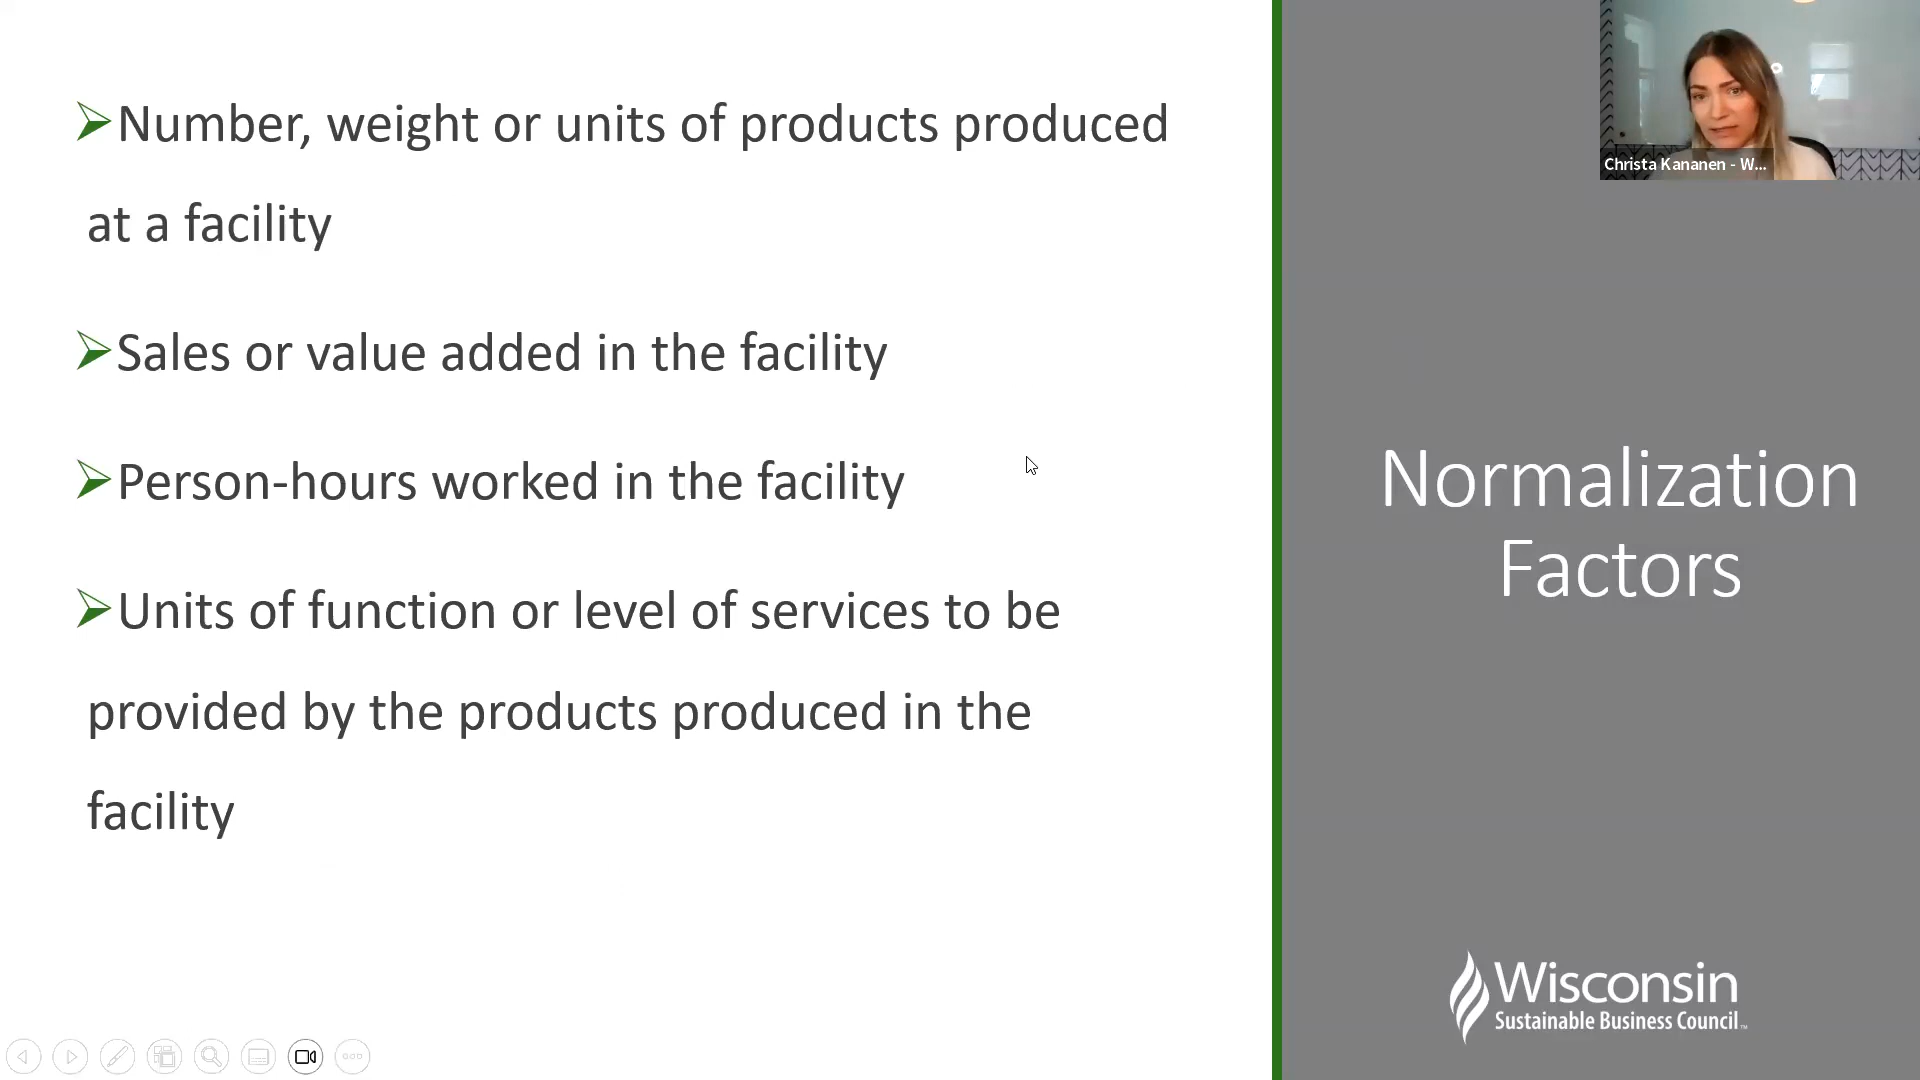 Number, weight or units of products produced
at a facility
Sales or value added in the facility
Person-hours worked in the facility
Units of function or level of services to be
provided by the products produced in the
facility
Christa Kananen - W...
Normalization
Factors
Wisconsin
Sustainable Business Council™